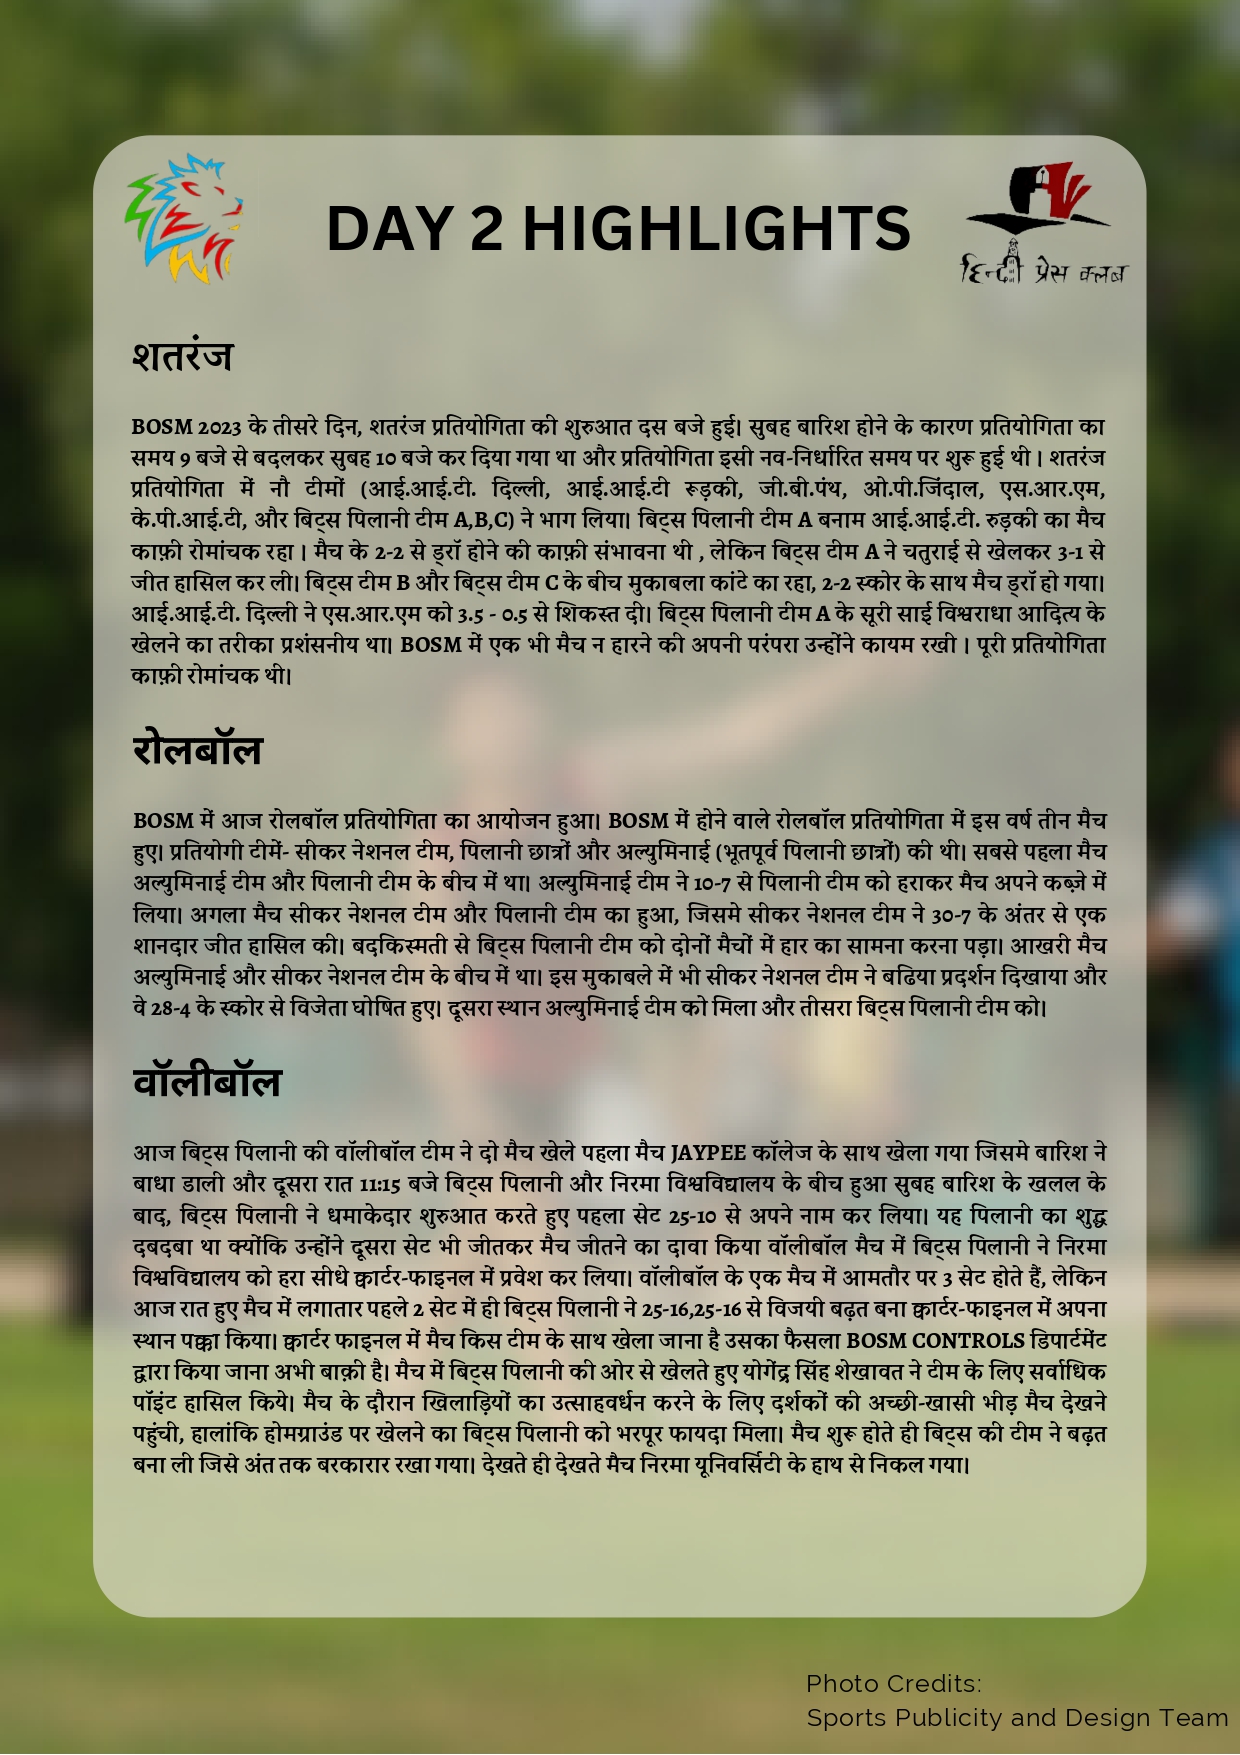 DAY 2 HIGHLIGHTS
हिन्दी प्रेस क्लब
शतरंज
BOSM 2023 के तीसरे दिन, शतरंज प्रतियोगिता की शुरुआत दस बजे हुई। सुबह बारिश होने के कारण प्रतियोगिता का
समय 9 बजे से बदलकर सुबह 10 बजे कर दिया गया था और प्रतियोगिता इसी नव-निर्धारित समय पर शुरू हुई थी । शतरंज
प्रतियोगिता में नौ टीमों (आई.आई.टी. दिल्ली, आई.आई.टी रूड़की, जी.बी.पंथ, ओ.पी.जिंदाल, एस.आर.एम,
के.पी.आई.टी, और बिट्स पिलानी टीम A,B,C) ने भाग लिया। बिट्स पिलानी टीम A बनाम आई.आई.टी. रुड़की का मैच
काफ़ी रोमांचक रहा । मैच के 2-2 से ड्रॉ होने की काफ़ी संभावना थी , लेकिन बिट्स टीम A ने चतुराई से खेलकर 3-1 से
जीत हासिल कर ली। बिट्स टीम B और बिट्स टीम C के बीच मुकाबला कांटे का रहा, 2-2 स्कोर के साथ मैच ड्रॉ हो गया।
आई.आई.टी. दिल्ली ने एस.आर.एम को 3.5 - 0.5 से शिकस्त दी। बिट्स पिलानी टीम A के सूरी साई विश्वराधा आदित्य के
खेलने का तरीका प्रशंसनीय था। BOSM में एक भी मैच न हारने की अपनी परंपरा उन्होंने कायम रखी । पूरी प्रतियोगिता
काफ़ी रोमांचक थी।
रोलबॉल
BOSM में आज रोलबॉल प्रतियोगिता का आयोजन हुआ। BOSM में होने वाले रोलबॉल प्रतियोगिता में इस वर्ष तीन मैच
हुए। प्रतियोगी टीमें- सीकर नेशनल टीम, पिलानी छात्रों और अल्युमिनाई (भूतपूर्व पिलानी छात्रों) की थी। सबसे पहला मैच
अल्युमिनाई टीम और पिलानी टीम के बीच में था। अल्युमिनाई टीम ने 10-7 से पिलानी टीम को हराकर मैच अपने कब्ज़े में
लिया। अगला मैच सीकर नेशनल टीम और पिलानी टीम का हुआ, जिसमे सीकर नेशनल टीम ने 30-7 के अंतर से एक
शानदार जीत हासिल की। बदकिस्मती से बिट्स पिलानी टीम को दोनों मैचों में हार का सामना करना पड़ा। आखरी मैच
अल्युमिनाई और सीकर नेशनल टीम के बीच में था। इस मुकाबले में भी सीकर नेशनल टीम ने बढिया प्रदर्शन दिखाया और
वे 28-4 के स्कोर से विजेता घोषित हुए। दूसरा स्थान अल्युमिनाई टीम को मिला और तीसरा बिट्स पिलानी टीम को।
वॉलीबॉल
आज बिट्स पिलानी की वॉलीबॉल टीम ने दो मैच खेले पहला मैच JAYPEE कॉलेज के साथ खेला गया जिसमे बारिश ने
बाधा डाली और दूसरा रात 11:15 बजे बिट्स पिलानी और निरमा विश्वविद्यालय के बीच हुआ सुबह बारिश के खलल के
बाद, बिट्स पिलानी ने धमाकेदार शुरुआत करते हुए पहला सेट 25-10 से अपने नाम कर लिया। यह पिलानी का शुद्ध
दबदबा था क्योंकि उन्होंने दूसरा सेट भी जीतकर मैच जीतने का दावा किया वॉलीबॉल मैच में बिट्स पिलानी ने निरमा
विश्वविद्यालय को हरा सीधे क्वार्टर-फाइनल में प्रवेश कर लिया। वॉलीबॉल के एक मैच में आमतौर पर 3 सेट होते हैं, लेकिन
आज रात हुए मैच में लगातार पहले 2 सेट में ही बिट्स पिलानी ने 25-16,25-16 से विजयी बढ़त बना क्वार्टर-फाइनल में अपना
स्थान पक्का किया। क्वार्टर फाइनल में मैच किस टीम के साथ खेला जाना है उसका फैसला BOSM CONTROLS डिपार्टमेंट
द्वारा किया जाना अभी बाक़ी है। मैच में बिट्स पिलानी की ओर से खेलते हुए योगेंद्र सिंह शेखावत ने टीम के लिए सर्वाधिक
पॉइंट हासिल किये। मैच के दौरान खिलाड़ियों का उत्साहवर्धन करने के लिए दर्शकों की अच्छी-खासी भीड़ मैच देखने
पहुंची, हालांकि होमग्राउंड पर खेलने का बिट्स पिलानी को भरपूर फायदा मिला। मैच शुरू होते ही बिट्स की टीम ने बढ़त
बना ली जिसे अंत तक बरकारार रखा गया। देखते ही देखते मैच निरमा यूनिवर्सिटी के हाथ से निकल गया।
Photo Credits:
Sports Publicity and Design Team